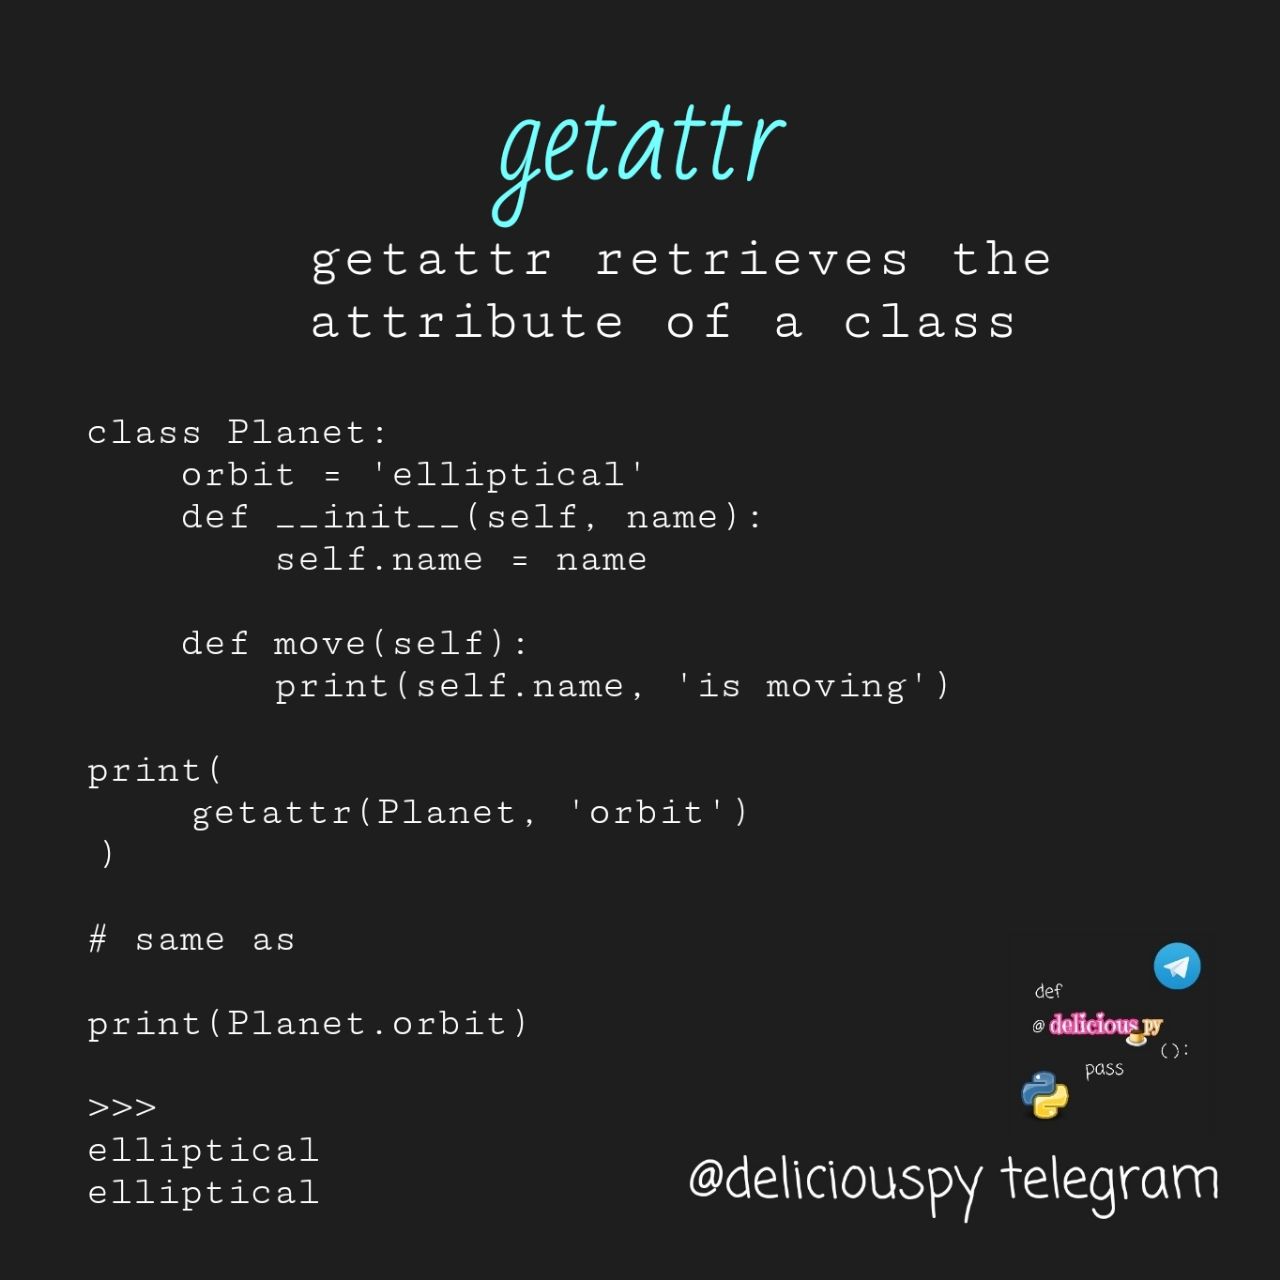 getattr
getattr retrieves the
attribute of a class
class Planet:
    orbit = 'elliptical'
    def __init__(self, name):
        self.name = name
    def move(self):
        print(self.name, 'is moving')
print(
    getattr(Planet, 'orbit')
)
# same as
print(Planet.orbit)
>>>
elliptical
elliptical
def
@deliciouspy
():
pass
@deliciouspy telegram